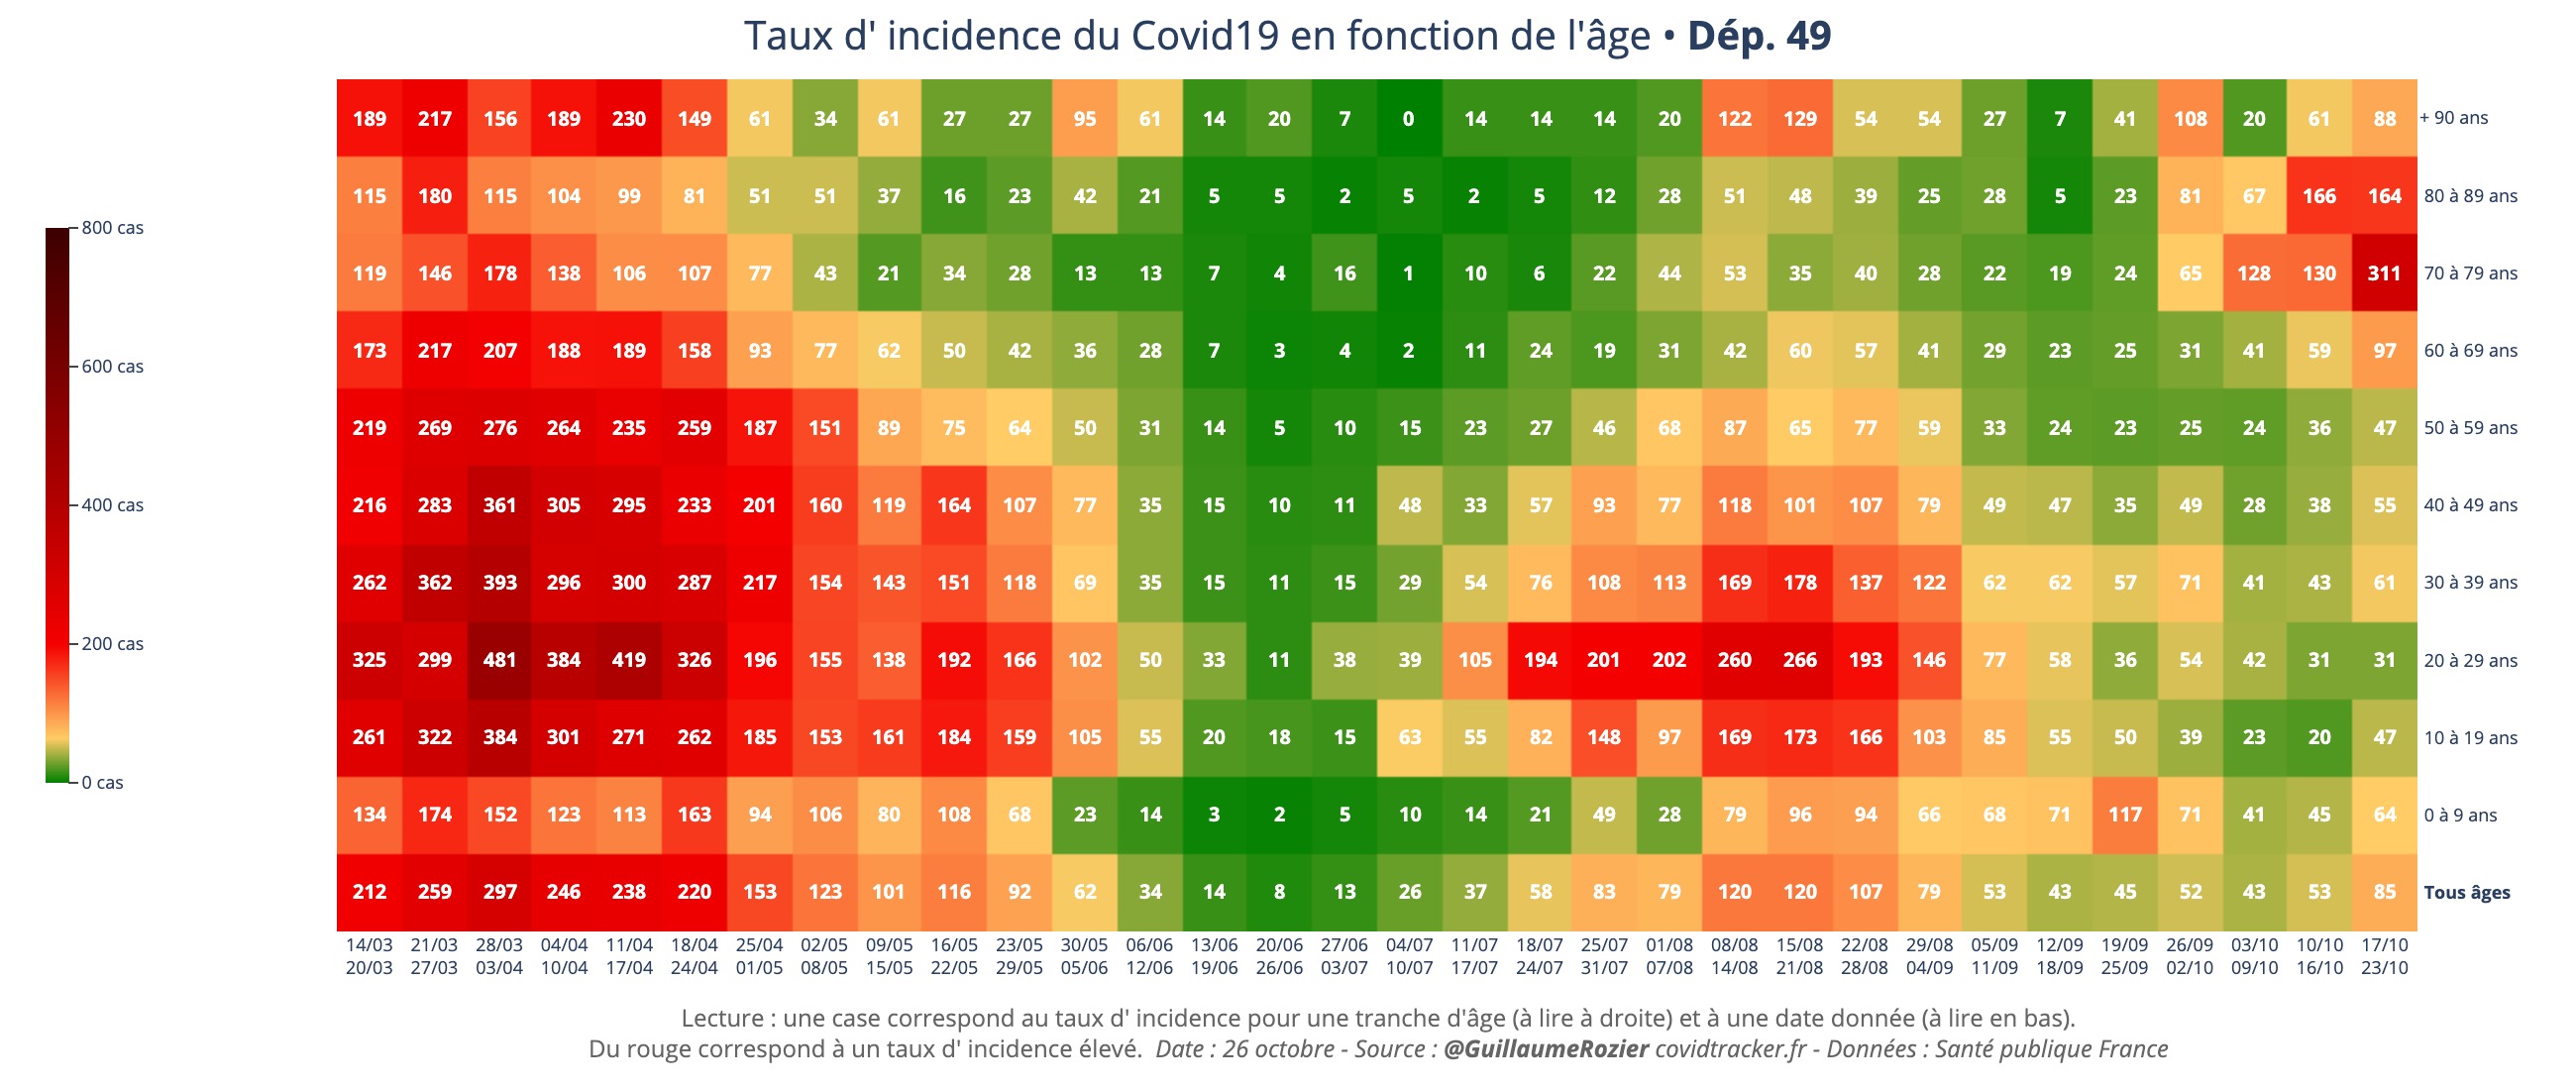 Taux d' incidence du Covid19 en fonction de l'âge • Dép. 49
189 217 156 189 230 149 61 34 61 27 27 95 61 14 20 7 0 14 14 14 20 122 129 54 54 27 7 41 108 20 61 88 + 90 ans
115 180 115 104 99 81 51 51 37 16 23 42 21 5 5 2 5 2 5 12 28 51 48 39 25 28 5 23 81 67 166 164 80 à 89 ans
800 cas
119 146 178 138 106 107 77 43 21 34 28 13 13 7 4 16 1 10 6 22 44 53 35 40 28 22 19 24 65 128 130 311 70 à 79 ans
173 217 207 188 189 158 93 77 62 50 42 36 28 7 3 4 2 11 24 19 31 42 60 57 41 29 23 25 31 41 59 97 60 à 69 ans
600 cas
219 269 276 264 235 259 187 151 89 75 64 50 31 14 5 10 15 23 27 46 68 87 65 77 59 33 24 23 25 24 36 47 50 à 59 ans
400 cas
216 283 361 305 295 233 201 160 119 164 107 77 35 15 10 11 48 33 57 93 77 118 101 107 79 49 47 35 49 28 38 55 40 à 49 ans
262 362 393 296 300 287 217 154 143 151 118 69 35 15 11 15 29 54 76 108 113 169 178 137 122 62 62 57 71 41 43 61 30 à 39 ans
200 cas
325 299 481 384 419 326 196 155 138 192 166 102 50 33 11 38 39 105 194 201 202 260 266 193 146 77 58 36 54 42 31 31 20 à 29 ans
261 322 384 301 271 262 185 153 161 184 159 105 55 20 18 15 63 55 82 148 97 169 173 166 103 85 55 50 39 23 20 47 10 à 19 ans
0 cas
134 174 152 123 113 163 94 106 80 108 68 23 14 3 2 5 10 14 21 49 28 79 96 94 66 68 71 117 71 41 45 64 0 à 9 ans
212 259 297 246 238 220 153 123 101 116 92 62 34 14 8 13 26 37 58 83 79 120 120 107 79 53 43 45 52 43 53 85 Tous âges
14/03 21/03 28/03 04/04 11/04 18/04 25/04 02/05 09/05 16/05 23/05 30/05 06/06 13/06 20/06 27/06 04/07 11/07 18/07 25/07 01/08 08/08 15/08 22/08 29/08 05/09 12/09 19/09 26/09 03/10 10/10 17/10
20/03 27/03 03/04 10/04 17/04 24/04 01/05 08/05 15/05 22/05 29/05 05/06 12/06 19/06 26/06 03/07 10/07 17/07 24/07 31/07 07/08 14/08 21/08 28/08 04/09 11/09 18/09 25/09 02/10 09/10 16/10 23/10
Lecture : une case correspond au taux d' incidence pour une tranche d'âge (à lire à droite) et à une date donnée (à lire en bas).
Du rouge correspond à un taux d' incidence élevé. Date : 26 octobre - Source : @GuillaumeRozier covidtracker.fr - Données : Santé publique France